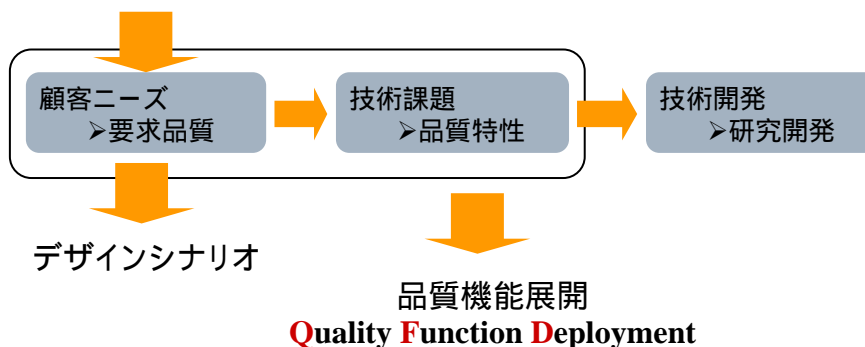 顧客ニーズ
➢要求品質
技術課題
➢品質特性
技術開発
➢研究開発
デザインシナリオ
品質機能展開
Quality Function Deployment